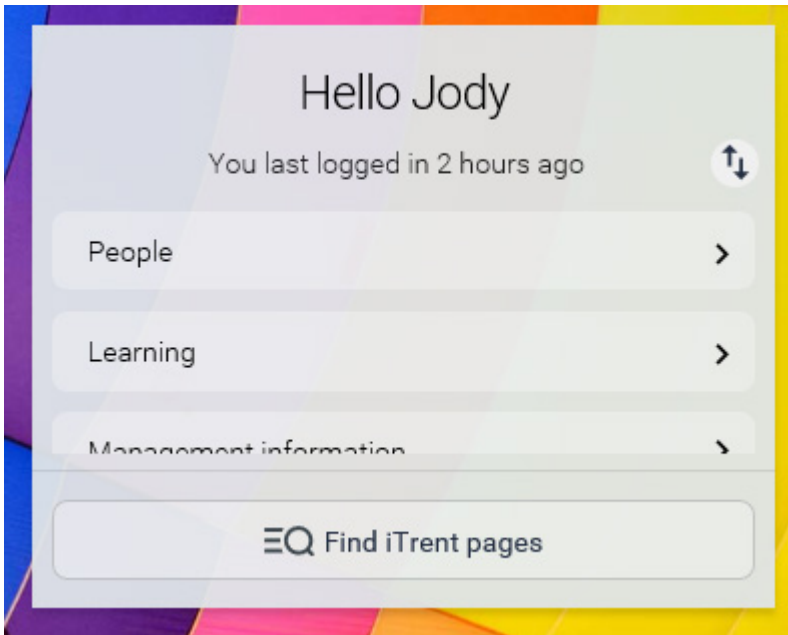 Hello Jody
You last logged in 2 hours ago
People
Learning
Management information
Find iTrent pages